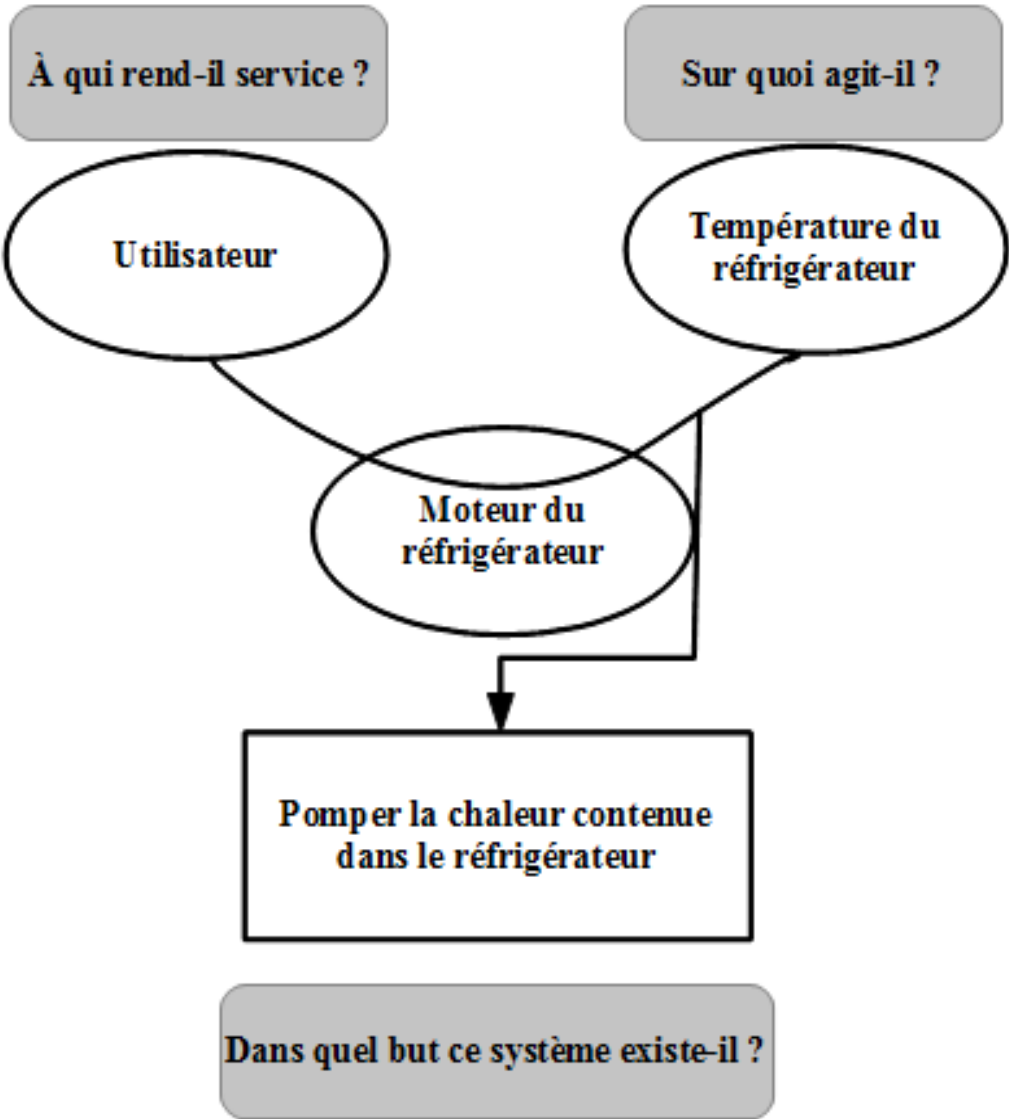 À qui rend-il service ?
Sur quoi agit-il ?
Utilisateur
Température du
réfrigérateur
Moteur du
réfrigérateur
Pomper la chaleur contenue
dans le réfrigérateur
Dans quel but ce système existe-il ?